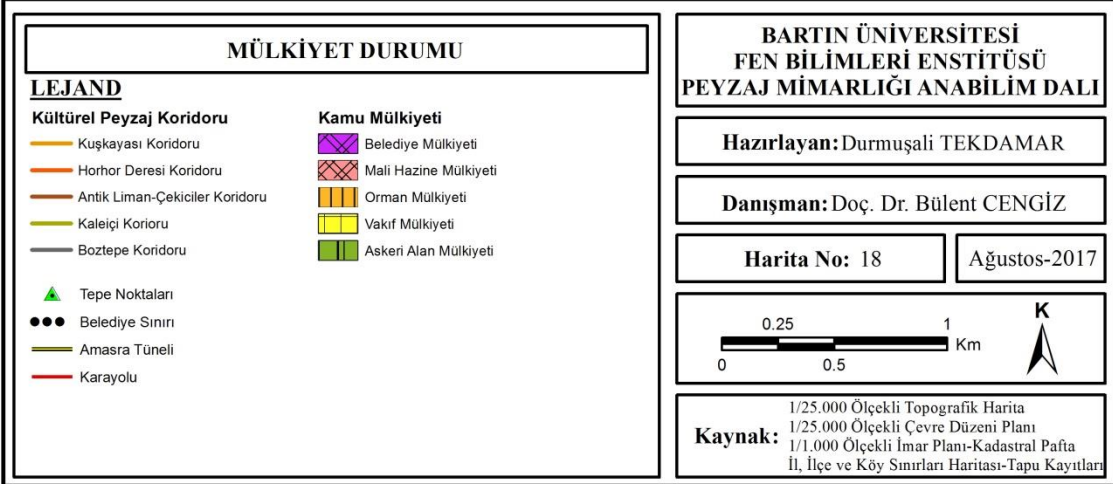 MÜLKİYET DURUMU
LEJAND
Kültürel Peyzaj Koridoru
Kuşkayası Koridoru
Horhor Deresi Koridoru
Antik Liman-Çekiciler Koridoru
Kaleiçi Korioru
Boztepe Koridoru
Tepe Noktaları
Belediye Sınırı
Amasra Tüneli
Karayolu
Kamu Mülkiyeti
Belediye Mülkiyeti
Mali Hazine Mülkiyeti
Orman Mülkiyeti
Vakıf Mülkiyeti
Askeri Alan Mülkiyeti
BARTIN ÜNİVERSİTESİ
FEN BİLİMLERİ ENSTİTÜSÜ
PEYZAJ MİMARLIĞI ANABİLİM DALI
Hazırlayan: Durmuşali TEKDAMAR
Danışman: Doç. Dr. Bülent CENGİZ
Harita No: 18
Ağustos-2017
0.25 1
Km
0 0.5
K
Kaynak:
1/25.000 Ölçekli Topografik Harita
1/25.000 Ölçekli Çevre Düzeni Planı
1/1.000 Ölçekli İmar Planı-Kadastral Pafta
İl, İlçe ve Köy Sınırları Haritası-Tapu Kayıtları